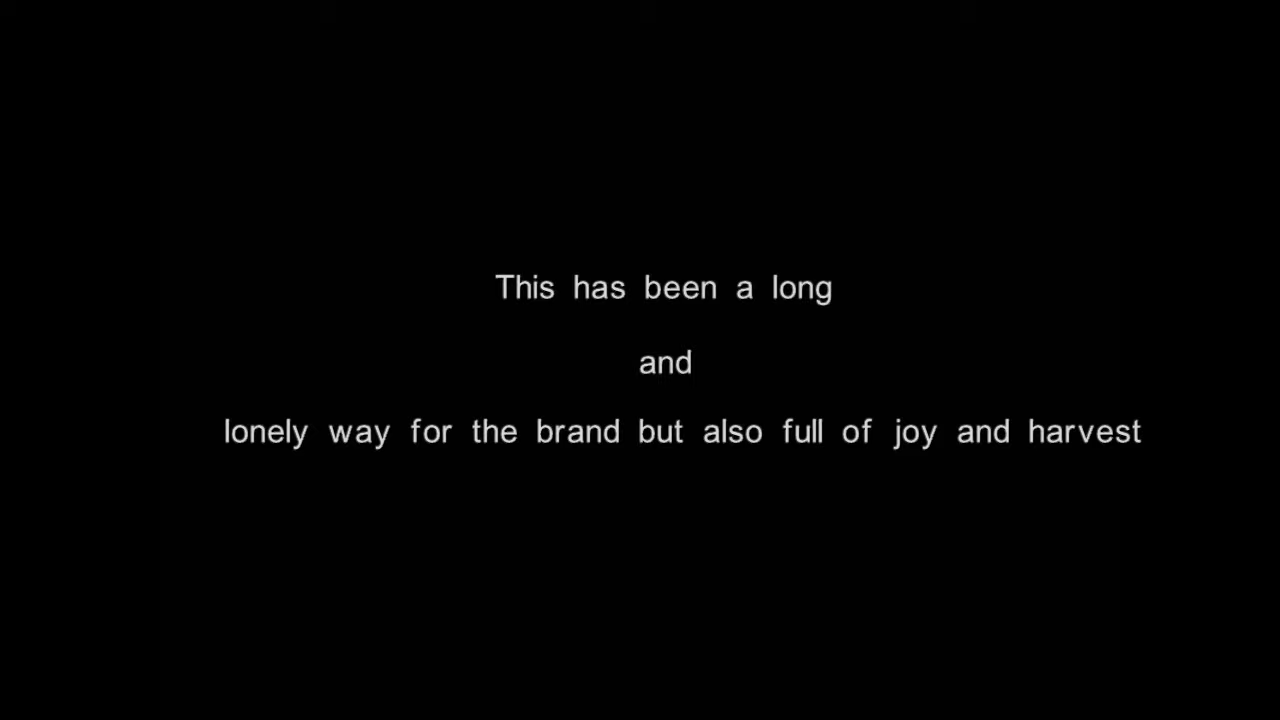 This has been a long
and
lonely way for the brand but also full of joy and harvest